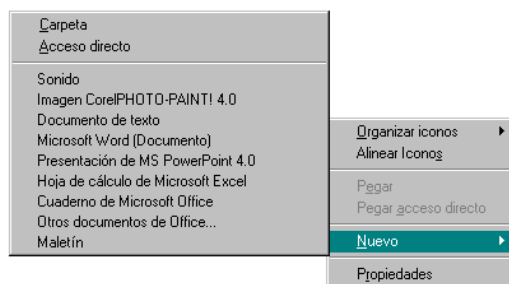 Carpeta
Acceso directo
Sonido
Imagen CorelPHOTO-PAINT! 4.0
Documento de texto
Microsoft Word (Documento)
Presentación de MS PowerPoint 4.0
Hoja de cálculo de Microsoft Excel
Cuaderno de Microsoft Office
Otros documentos de Office...
Maletín
Organizar iconos
Alinear Iconos
Pegar
Pegar acceso directo
Nuevo
Propiedades